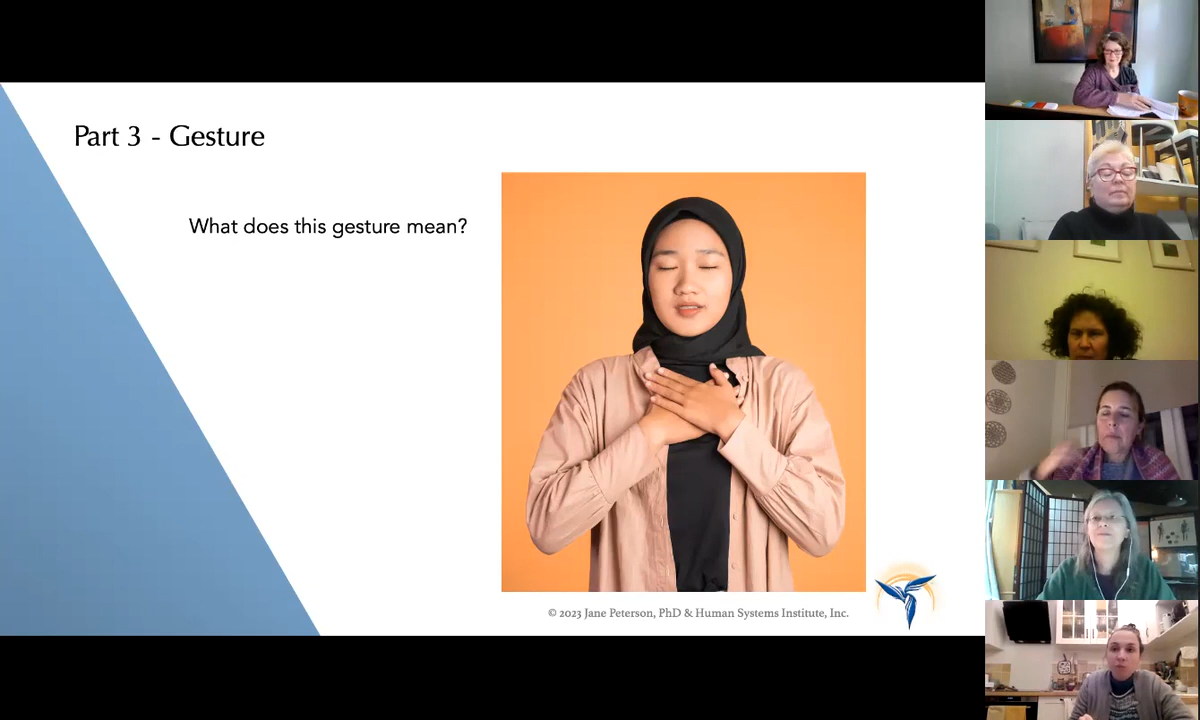 Part 3 - Gesture
What does this gesture mean?
© 2023 Jane Peterson, PhD & Human Systems Institute, Inc.